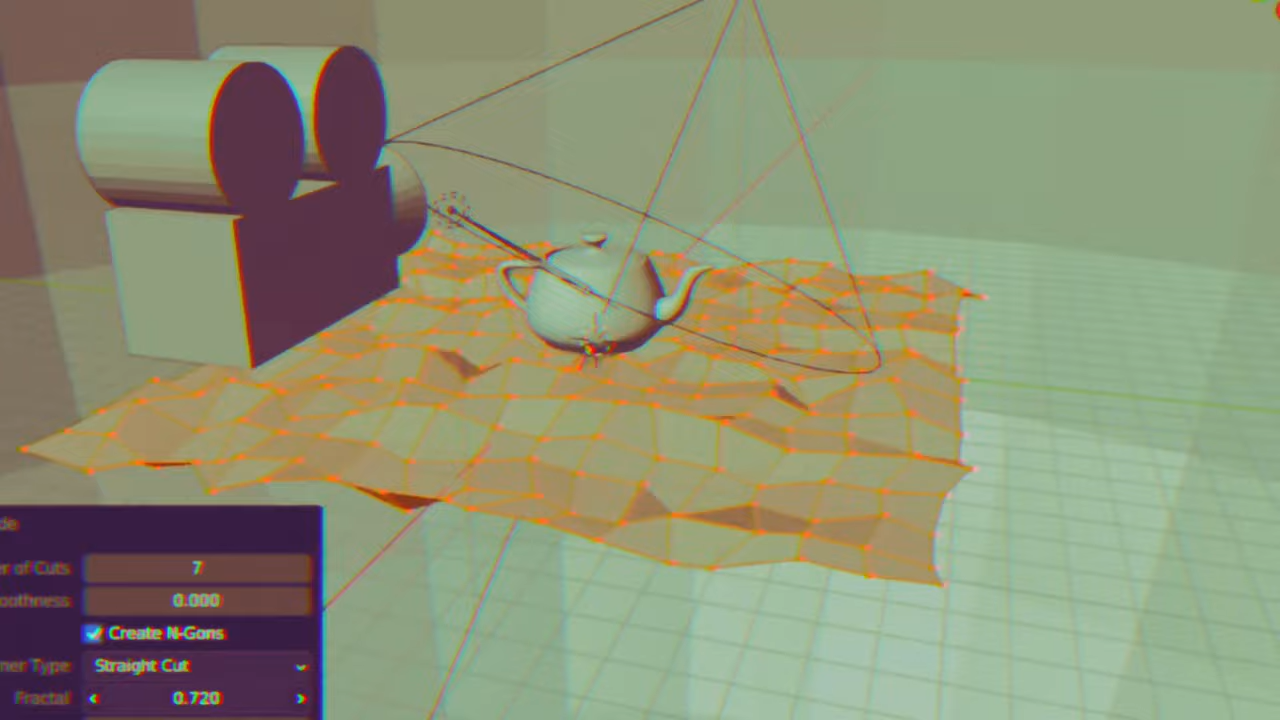 de
er of Cuts 7
oothness 0.000
Create N-Gons
ner Type Straight Cut
Fractal 0.720